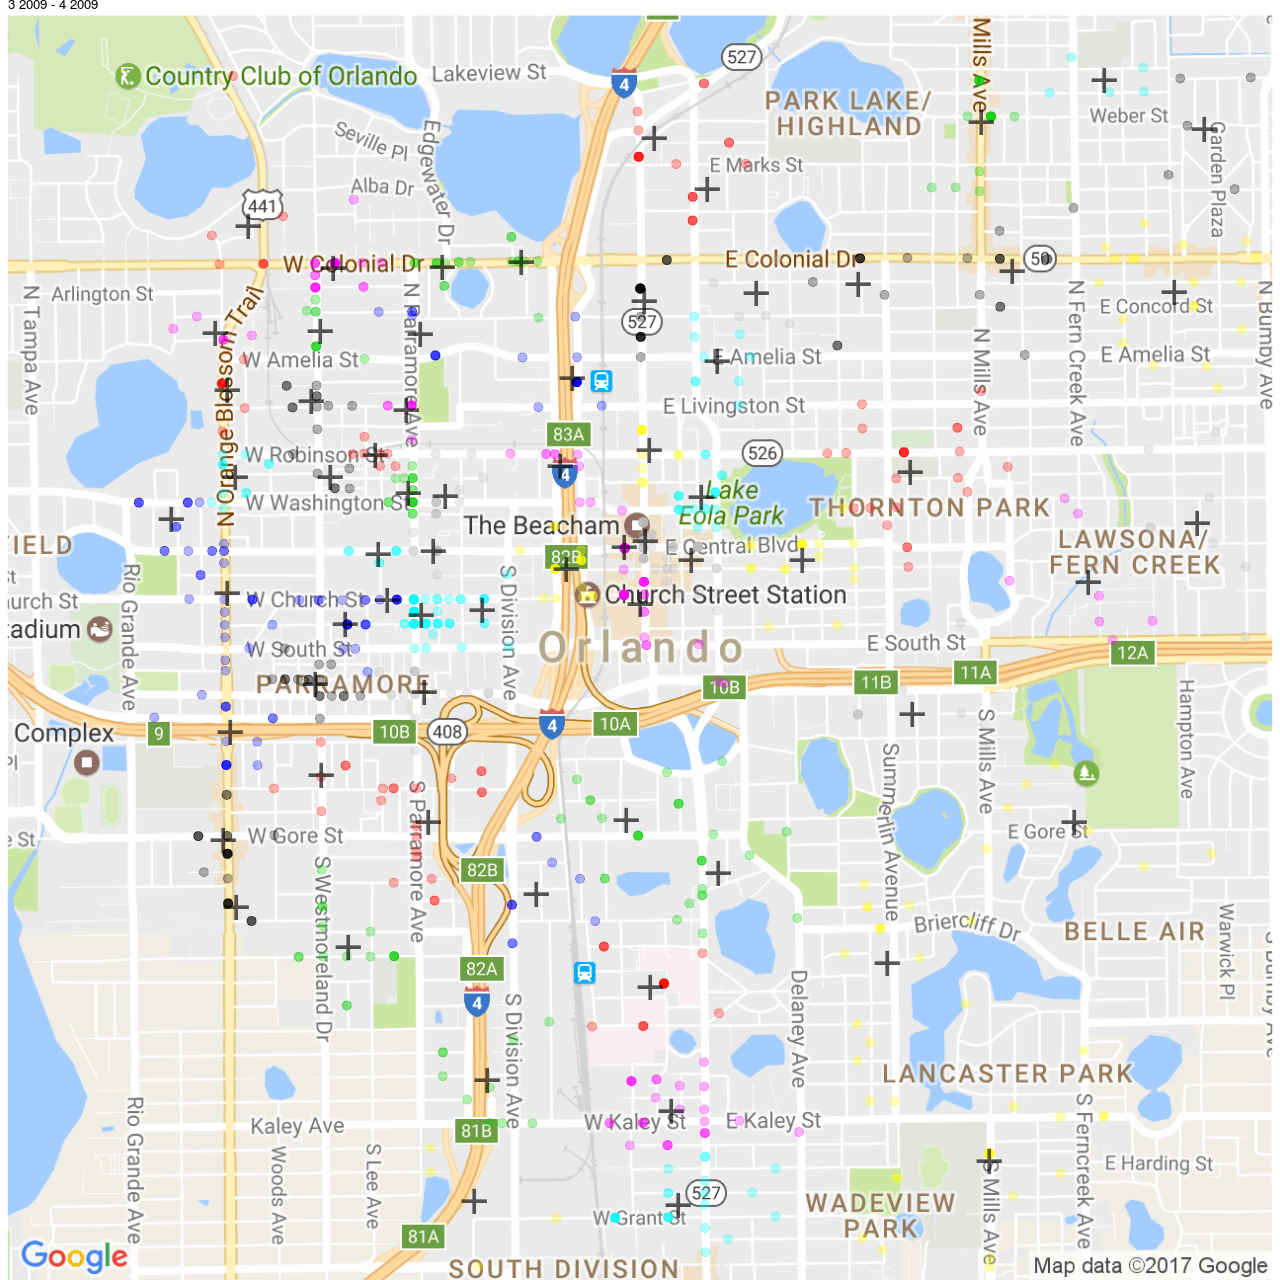 3 2009 - 4 2009
Country Club of Orlando
Lakeview St
527
4
Mills Ave
PARK LAKE/
HIGHLAND
Weber St
Seville Pl
Edgewater Dr
E Marks St
Garden Plaza
Alba Dr
441
W Colonial Dr
E Colonial Dr
50
Arlington St
N Tampa Ave
N Orange Blossom Trail
N Paramore Ave
527
N Mills Ave
N Fern Creek Ave
E Concord St
N Bumby Ave
W Amelia St
E Amelia St
E Amelia St
E Livingston St
83A
W Robinson St
526
4
W Washington St
Lake
Eola Park
THORNTON PARK
The Beacham
FIELD
82B
E Central Blvd
LAWSONA/
FERN CREEK
Rio Grande Ave
S Division Ave
W Church St
Church Street Station
W South St
Orlando
E South St
12A
PARRAMORE
10B
11B
11A
Complex
9
10B
408
4
10A
S Parramore Ave
Summerlin Avenue
S Mills Ave
Hampton Ave
W Gore St
E Gore St
e St
82B
S Westmoreland Dr
Briercliff Dr
BELLE AIR
Warwick Pl
82A
4
S Division Ave
Delaney Ave
LANCASTER PARK
Rio Grande Ave
Kaley Ave
81B
W Kaley St
E Kaley St
S Ferncreek Ave
Woods Ave
S Lee Ave
E Harding St
527
W Grant St
WADEVIEW
PARK
S Mills Ave
81A
SOUTH DIVISION
Google
Map data ©2017 Google